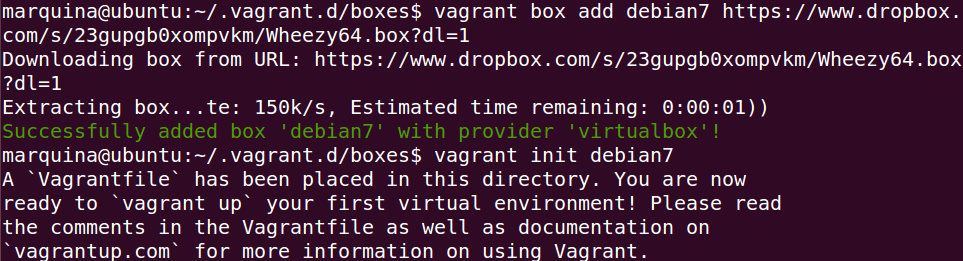 marquina@ubuntu:~/.vagrant.d/boxes$ vagrant box add debian7 https://www.dropbox.
com/s/23gupgb0xompvkm/Wheezy64.box?dl=1
Downloading box from URL: https://www.dropbox.com/s/23gupgb0xompvkm/Wheezy64.box
?dl=1
Extracting box...te: 150k/s, Estimated time remaining: 0:00:01))
Successfully added box 'debian7' with provider 'virtualbox'!
marquina@ubuntu:~/.vagrant.d/boxes$ vagrant init debian7
A `Vagrantfile` has been placed in this directory. You are now
ready to `vagrant up` your first virtual environment! Please read
the comments in the Vagrantfile as well as documentation on
`vagrantup.com` for more information on using Vagrant.